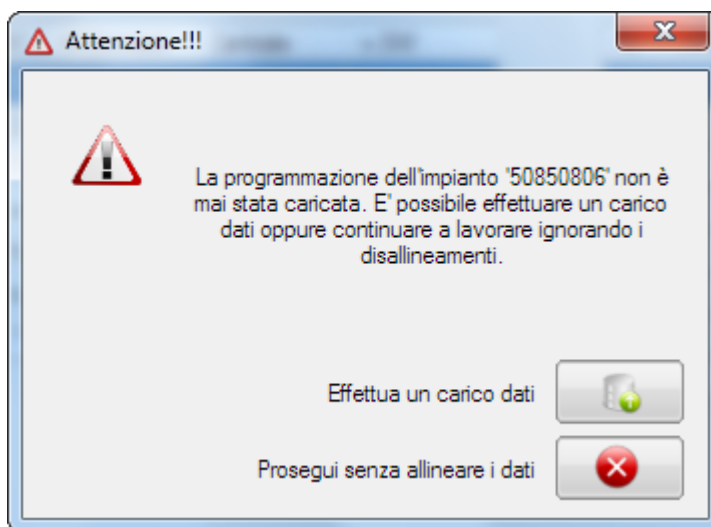 Attenzione!!!
La programmazione dell'impianto '50850806' non è
mai stata caricata. E' possibile effettuare un carico
dati oppure continuare a lavorare ignorando i
disallineamenti.
Effettua un carico dati
Prosegui senza allineare i dati